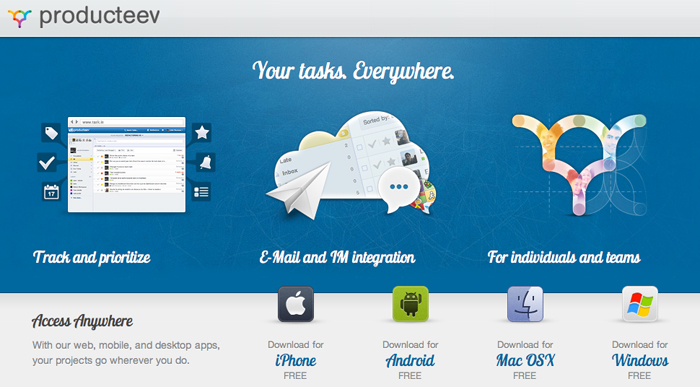 producteev
Your tasks. Everywhere.
Sorted by:
Late
Inbox
17
Track and prioritize
E-Mail and IM integration
For individuals and teams
Access Anywhere
With our web, mobile, and desktop apps,
your projects go wherever you do.
Download for
iPhone
FREE
Download for
Android
FREE
Download for
Mac OSX
FREE
Download for
Windows
FREE